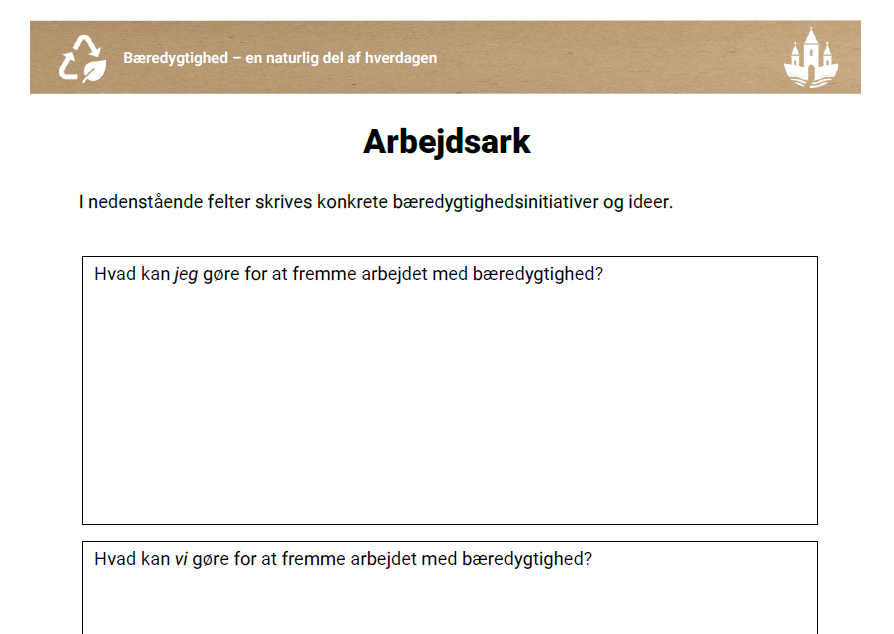 Bæredygtighed – en naturlig del af hverdagen
Arbejdsark
I nedenstående felter skrives konkrete bæredygtighedsinitiativer og ideer.
Hvad kan jeg gøre for at fremme arbejdet med bæredygtighed?
Hvad kan vi gøre for at fremme arbejdet med bæredygtighed?